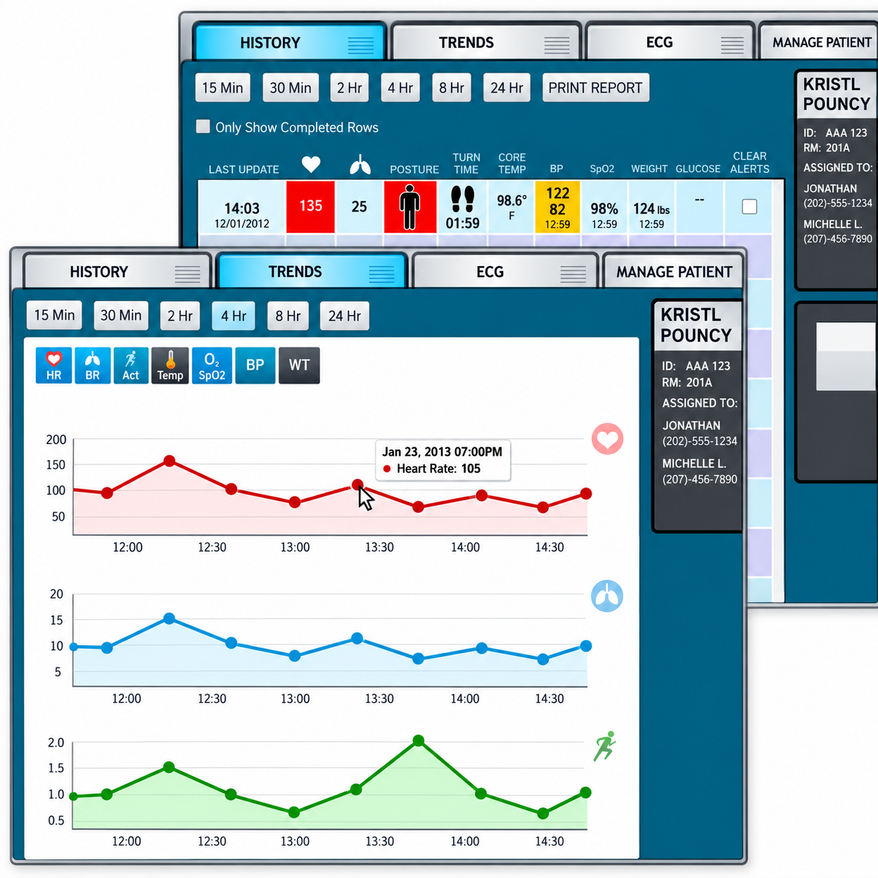 HISTORY TRENDS ECG MANAGE PATIENT
15 Min 30 Min 2 Hr 4 Hr 8 Hr 24 Hr PRINT REPORT
Only Show Completed Rows
LAST UPDATE POSTURE TURN TIME CORE TEMP BP SpO2 WEIGHT GLUCOSE CLEAR ALERTS
14:03 12/01/2012 135 25 01:59 98.6° F 122 82 12:59 98% 12:59 124 lbs 12:59 --
KRISTL
POUNCY
ID: AAA 123
RM: 201A
ASSIGNED TO:
JONATHAN
(202)-555-1234
MICHELLE L.
(207)-456-7890
HISTORY TRENDS ECG MANAGE PATIENT
15 Min 30 Min 2 Hr 4 Hr 8 Hr 24 Hr
HR BR Act Temp O₂ SpO2 BP WT
KRISTL
POUNCY
ID: AAA 123
RM: 201A
ASSIGNED TO:
JONATHAN
(202)-555-1234
MICHELLE L.
(207)-456-7890
Jan 23, 2013 07:00PM
Heart Rate: 105
200
150
100
50
12:00 12:30 13:00 13:30 14:00 14:30
20
15
10
5
12:00 12:30 13:00 13:30 14:00 14:30
2.0
1.5
1.0
0.5
12:00 12:30 13:00 13:30 14:00 14:30